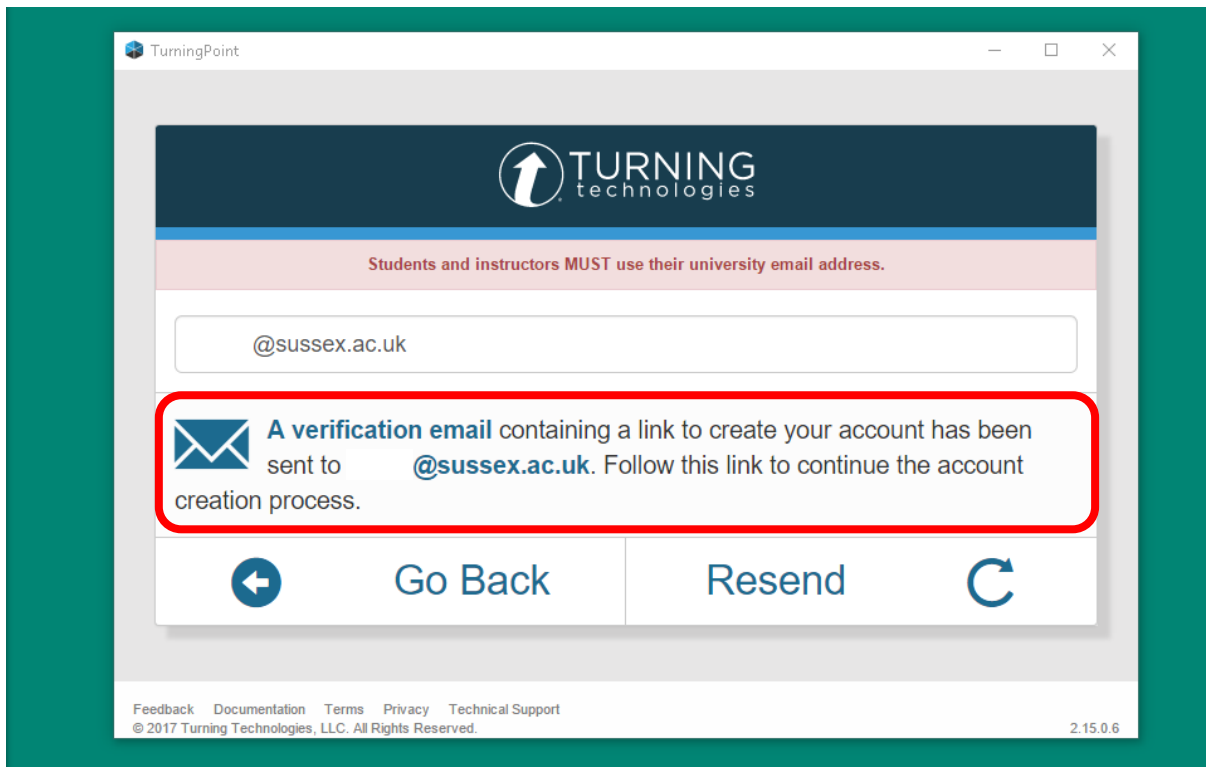 TurningPoint
TURNING
technologies
Students and instructors MUST use their university email address.
@sussex.ac.uk
A verification email containing a link to create your account has been
sent to @sussex.ac.uk. Follow this link to continue the account
creation process.
Go Back Resend
Feedback Documentation Terms Privacy Technical Support
© 2017 Turning Technologies, LLC. All Rights Reserved. 2.15.0.6